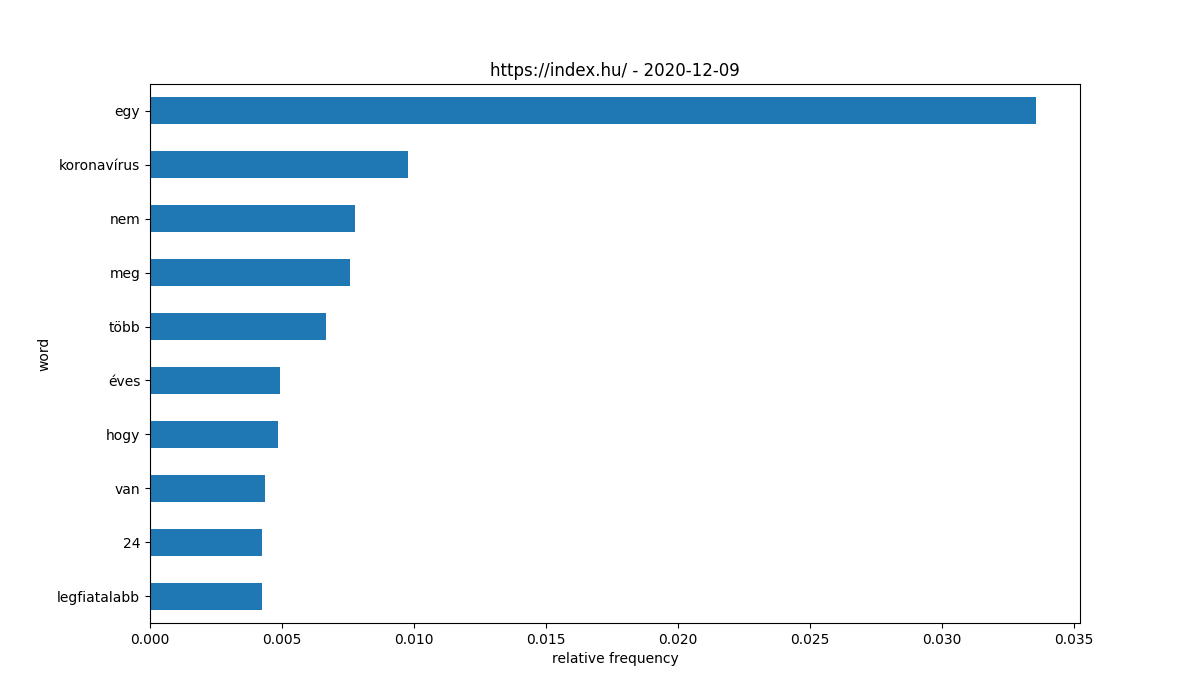 https://index.hu/ - 2020-12-09
egy
koronavírus
nem
meg
több
éves
hogy
van
24
legfiatalabb
word
0.000 0.005 0.010 0.015 0.020 0.025 0.030 0.035
relative frequency